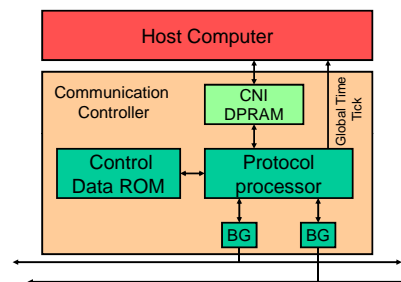 Host Computer
Communication
Controller
CNI
DPRAM
Global Time
Tick
Control
Data ROM
Protocol
processor
BG
BG